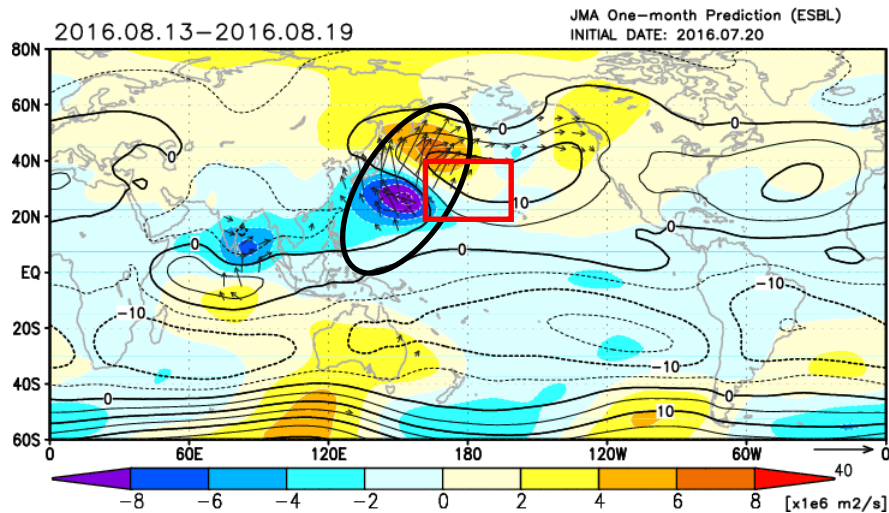 JMA One-month Prediction (ESBL)
2016.08.13-2016.08.19
INITIAL DATE: 2016.07.20
80N
60N
40N
20N
EQ
20S
40S
60S
0
0
0
10
0
0
0
-10
-10
-10
0
10
0
0
60E
120E
180
120W
60W
0
40
-8
-6
-4
-2
0
2
4
6
8
[x1e6 m2/s]